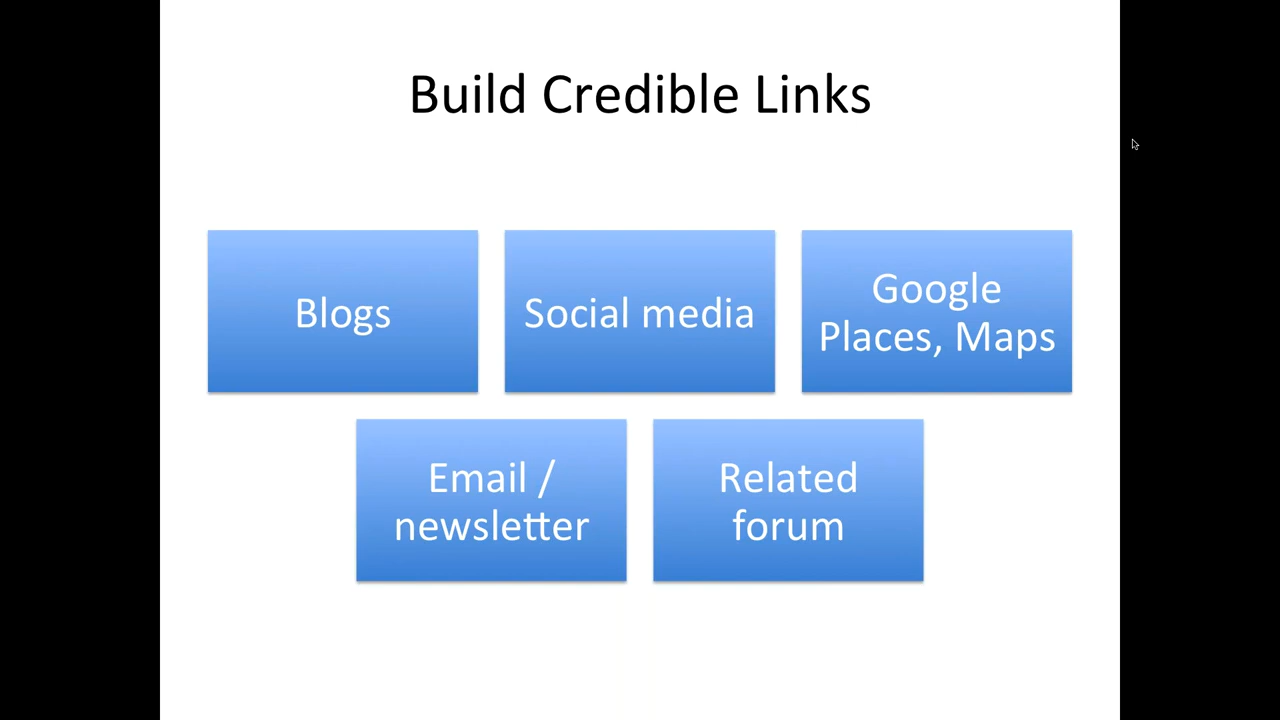 Build Credible Links
Blogs
Social media
Google
Places, Maps
Email /
newsletter
Related
forum